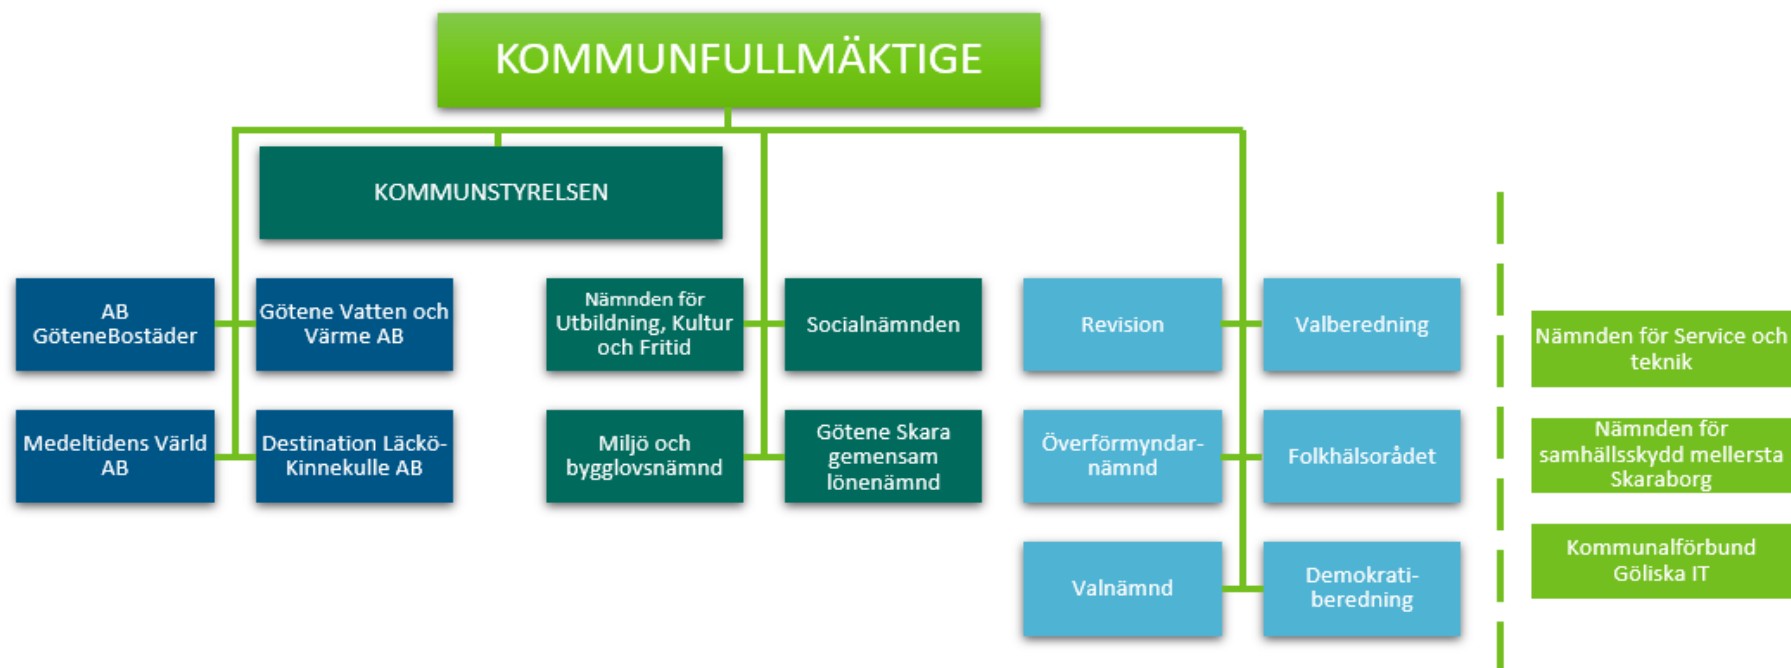 KOMMUNFULLMÄKTIGE
KOMMUNSTYRELSEN
AB
GöteneBostäder
Götene Vatten och
Värme AB
Medeltidens Värld
AB
Destination Läckö-
Kinnekulle AB
Nämnden för
Utbildning, Kultur
och Fritid
Socialnämnden
Miljö och
bygglovsnämnd
Götene Skara
gemensam
lönenämnd
Revision
Valberedning
Överförmyndar-
nämnd
Folkhälsorådet
Valnämnd
Demokrati-
beredning
Nämnden för Service och
teknik
Nämnden för
samhällsskydd mellersta
Skaraborg
Kommunalförbund
Göliska IT